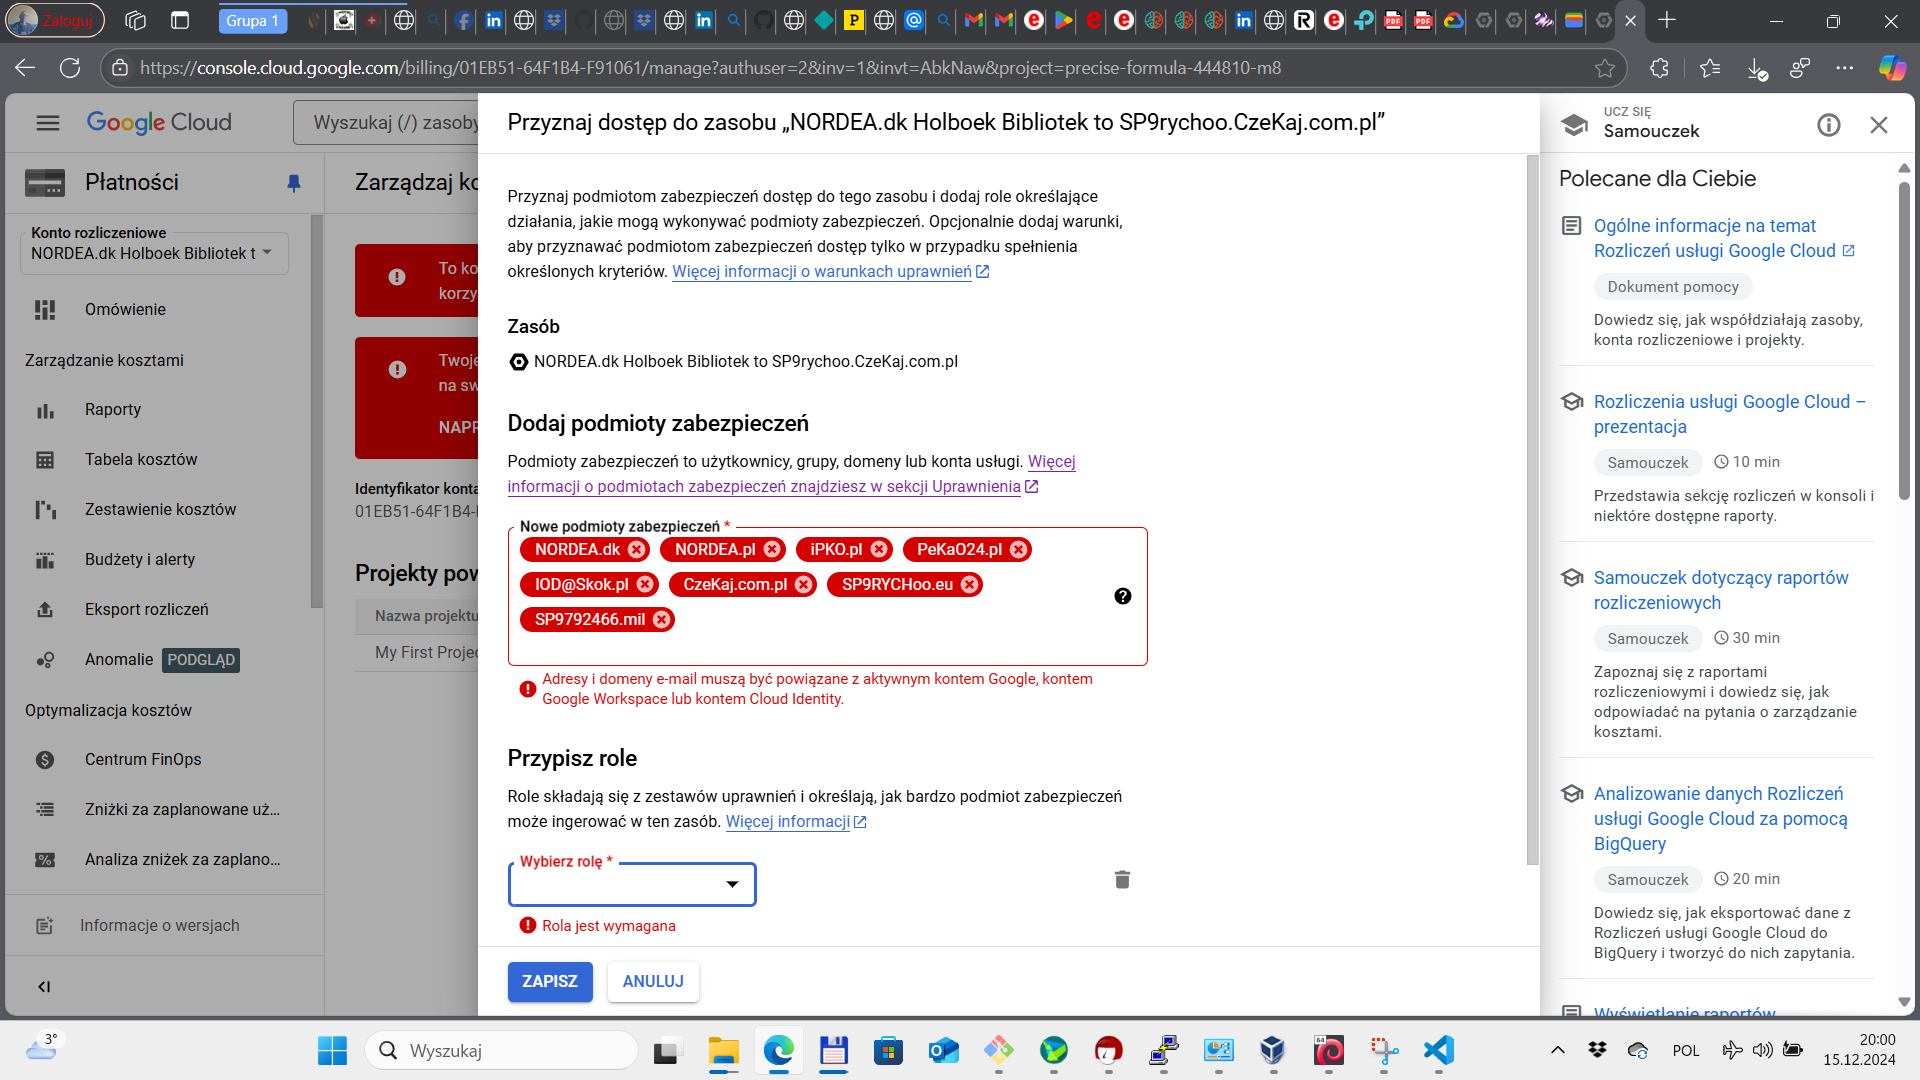 Zaloguj
Grupa 1
https://console.cloud.google.com/billing/01EB51-64F1B4-F91061/manage?authuser=2&inv=1&invt=AbkNaw&project=precise-formula-444810-m8
Google Cloud
Wyszukaj (/) zasoby
Płatności
Zarządzaj
Konto rozliczeniowe
NORDEA.dk Holboek Bibliotek t
Omówienie
Zarządzanie kosztami
Raporty
Tabela kosztów
Zestawienie kosztów
Budżety i alerty
Eksport rozliczeń
Anomalie PODGLĄD
Optymalizacja kosztów
Centrum FinOps
Zniżki za zaplanowane uż...
Analiza zniżek za zaplano...
Informacje o wersjach
To ko
korzy
Twoje
na sw
NAPR
Identyfikator konta
01EB51-64F1B4-
Projekty pow
Nazwa projektu
My First Projec
Przyznaj dostęp do zasobu „NORDEA.dk Holboek Bibliotek to SP9rychoo.CzeKaj.com.pl”
Przyznaj podmiotom zabezpieczeń dostęp do tego zasobu i dodaj role określające
działania, jakie mogą wykonywać podmioty zabezpieczeń. Opcjonalnie dodaj warunki,
aby przyznawać podmiotom zabezpieczeń dostęp tylko w przypadku spełnienia
określonych kryteriów. Więcej informacji o warunkach uprawnień
Zasób
NORDEA.dk Holboek Bibliotek to SP9rychoo.CzeKaj.com.pl
Dodaj podmioty zabezpieczeń
Podmioty zabezpieczeń to użytkownicy, grupy, domeny lub konta usługi. Więcej
informacji o podmiotach zabezpieczeń znajdziesz w sekcji Uprawnienia
Nowe podmioty zabezpieczeń *
NORDEA.dk NORDEA.pl iPKO.pl PeKaO24.pl
IOD@Skok.pl CzeKaj.com.pl SP9RYCHoo.eu
SP9792466.mil
Adresy i domeny e-mail muszą być powiązane z aktywnym kontem Google, kontem
Google Workspace lub kontem Cloud Identity.
Przypisz role
Role składają się z zestawów uprawnień i określają, jak bardzo podmiot zabezpieczeń
może ingerować w ten zasób. Więcej informacji
Wybierz rolę *
Rola jest wymagana
ZAPISZ
ANULUJ
UCZ SIĘ
Samouczek
Polecane dla Ciebie
Ogólne informacje na temat
Rozliczeń usługi Google Cloud
Dokument pomocy
Dowiedz się, jak współdziałają zasoby,
konta rozliczeniowe i projekty.
Rozliczenia usługi Google Cloud –
prezentacja
Samouczek 10 min
Przedstawia sekcję rozliczeń w konsoli i
niektóre dostępne raporty.
Samouczek dotyczący raportów
rozliczeniowych
Samouczek 30 min
Zapoznaj się z raportami
rozliczeniowymi i dowiedz się, jak
odpowiadać na pytania o zarządzanie
kosztami.
Analizowanie danych Rozliczeń
usługi Google Cloud za pomocą
BigQuery
Samouczek 20 min
Dowiedz się, jak eksportować dane z
Rozliczeń usługi Google Cloud do
BigQuery i tworzyć do nich zapytania.
Wyświetlanie raportów
3°
Wyszukaj
POL
20:00
15.12.2024